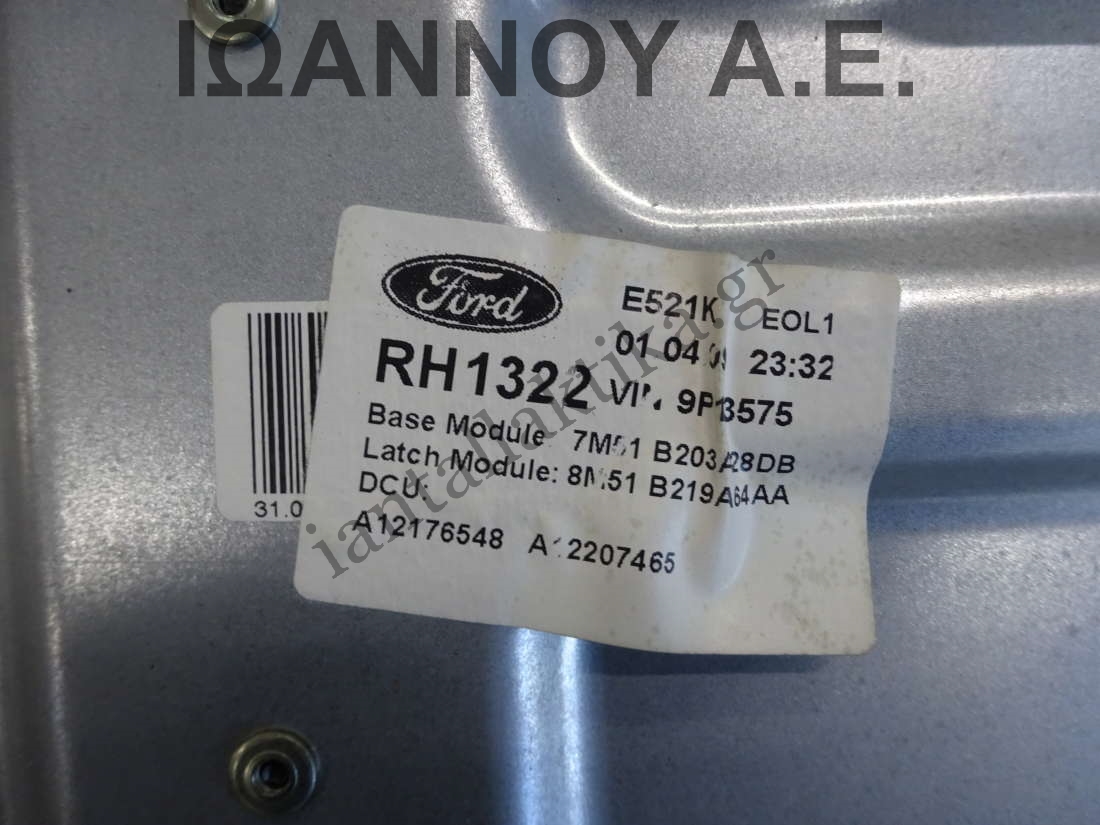 ΙΩΑΝΝΟΥ Α.Ε.
Ford
E521K EOL1
01.04.09 23:32
RH1322 VIN 9P13575
Base Module: 7M51 B203A28DB
Latch Module: 8M51 B219A64AA
DCU:
A12176548 A12207465
31.0
iantallaktika.gr